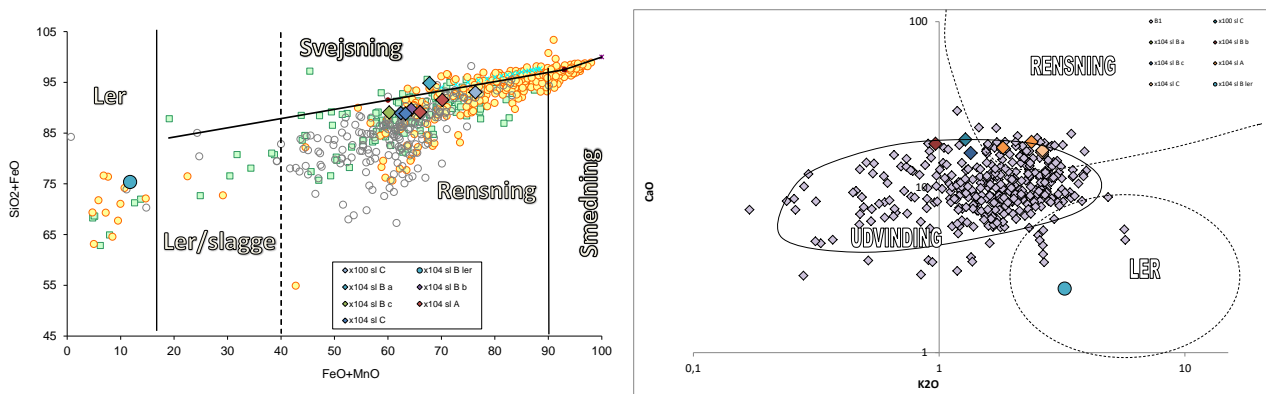 105
95
85
75
65
55
45
SiO2+FeO
0
10
20
30
40
50
60
70
80
90
100
FeO+MnO
Ler
Svejsning
Ler/slagge
Rensning
Smedning
x100 sl C
x104 sl B ler
x104 sl B a
x104 sl B b
x104 sl B c
x104 sl A
x104 sl C
100
10
1
CaO
0,1
1
10
K2O
RENSNING
UDVINDING
LER
B1
x100 sl C
x104 sl B a
x104 sl B b
x104 sl B c
x104 sl A
x104 sl C
x104 sl B ler